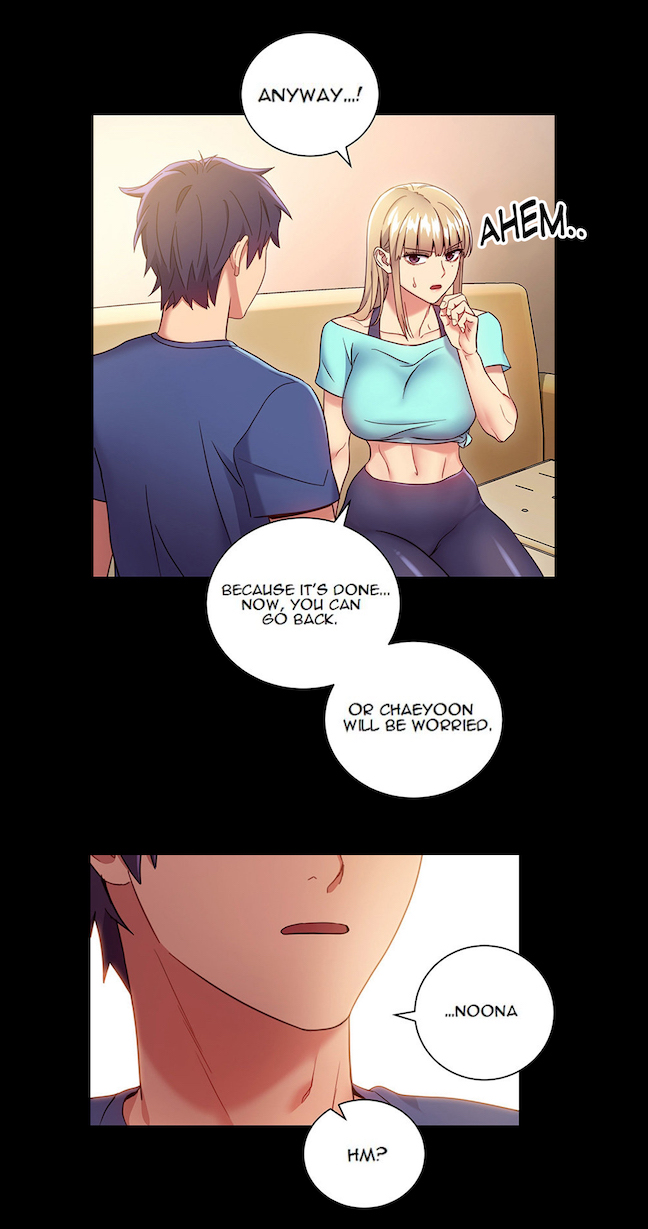 ANYWAY...!
AHEM..
BECAUSE IT'S DONE...
NOW, YOU CAN
GO BACK.
OR CHAEYOON
WILL BE WORRIED.
...NOONA
HM?